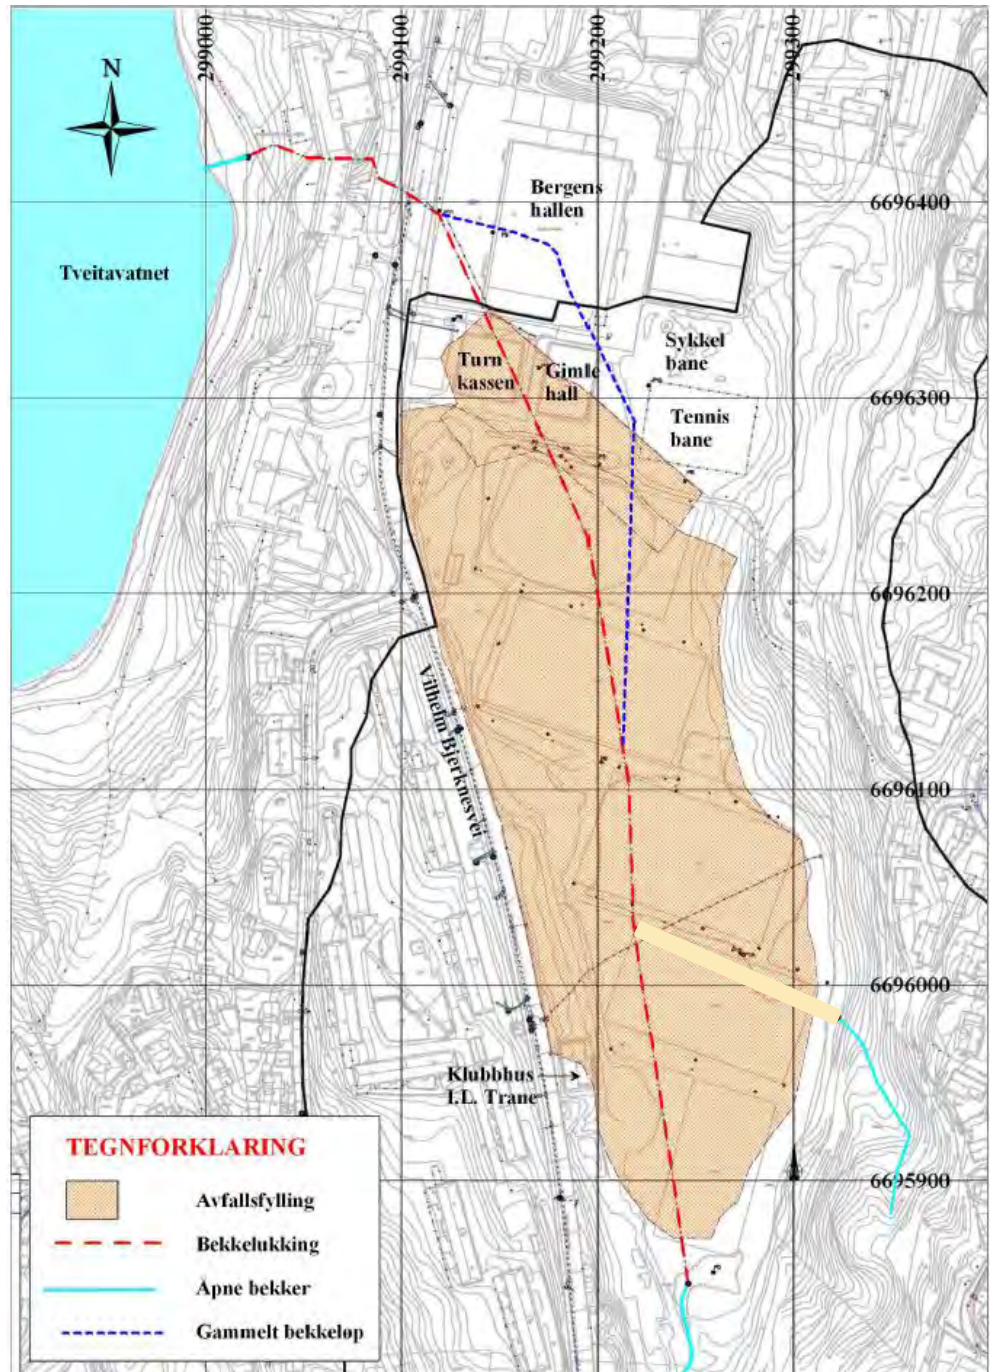 299000
299100
299200
299300
N
Bergens
hallen
6696400
Tveitavatnet
Sykkel
bane
Turn
kassen
Gimle
hall
6696300
Tennis
bane
6696200
Vilhelm Bjerknesvei
6696100
6696000
Klubbhus
I.L. Trane
TEGNFORKLARING
6695900
Avfallsfylling
Bekkelukking
Apne bekker
Gammelt bekkeløp